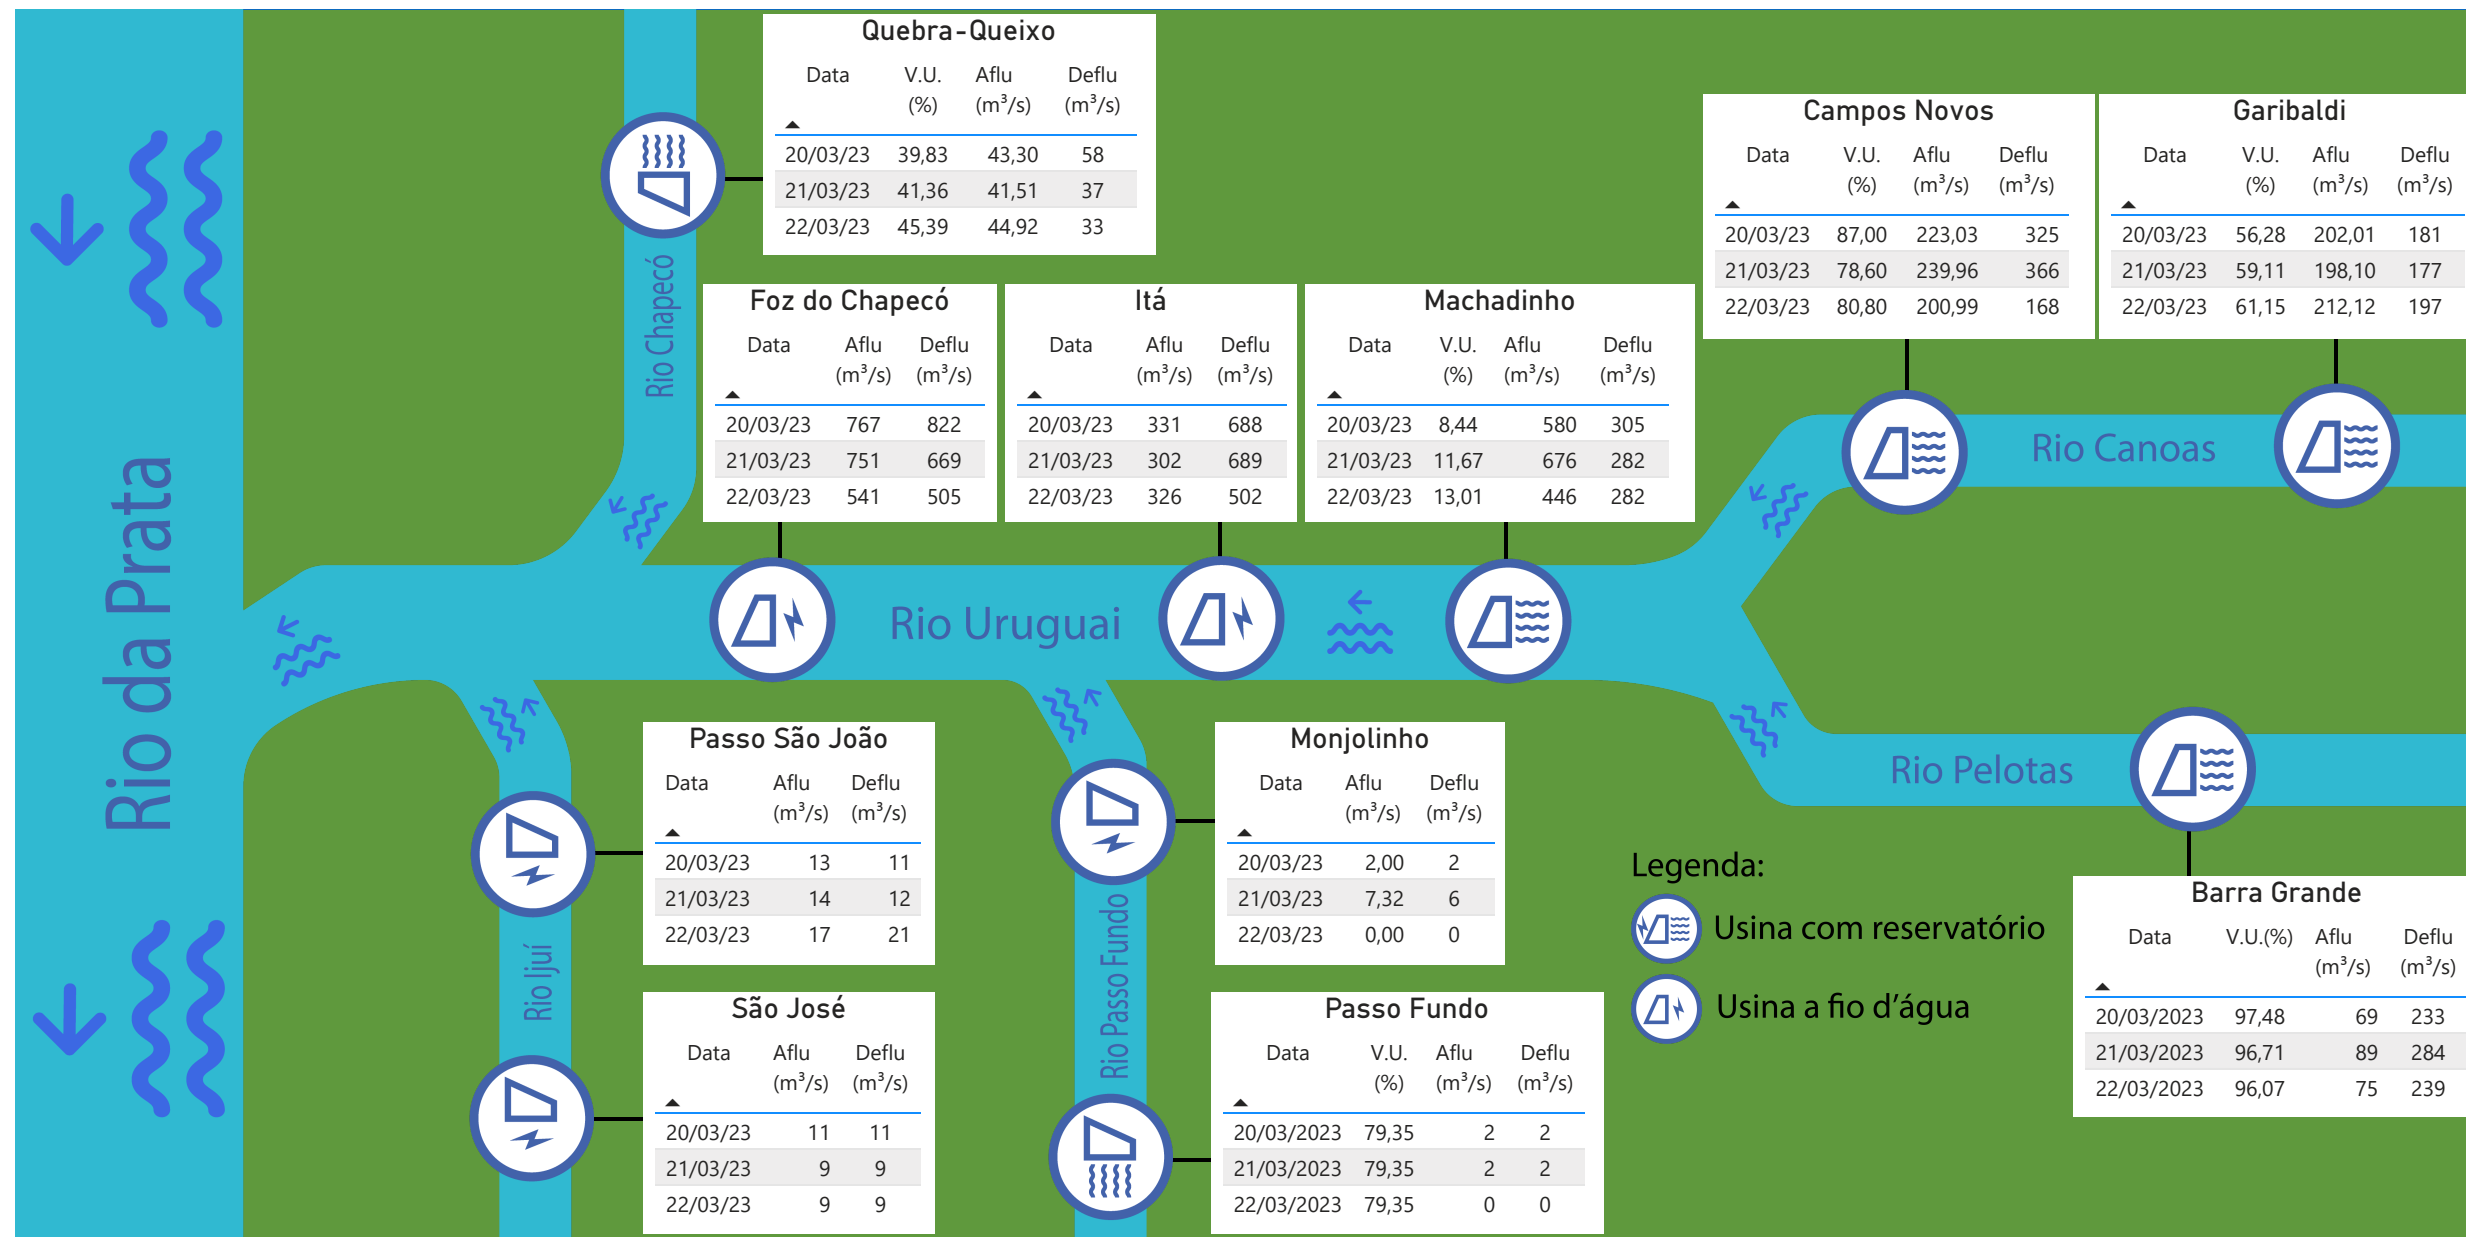 Quebra-Queixo
Data V.U. (%) Aflu (m³/s) Deflu (m³/s)
20/03/23 39,83 43,30 58
21/03/23 41,36 41,51 37
22/03/23 45,39 44,92 33
Campos Novos
Data V.U. (%) Aflu (m³/s) Deflu (m³/s)
20/03/23 87,00 223,03 325
21/03/23 78,60 239,96 366
22/03/23 80,80 200,99 168
Garibaldi
Data V.U. (%) Aflu (m³/s) Deflu (m³/s)
20/03/23 56,28 202,01 181
21/03/23 59,11 198,10 177
22/03/23 61,15 212,12 197
Rio Chapecó
Foz do Chapecó
Data Aflu (m³/s) Deflu (m³/s)
20/03/23 767 822
21/03/23 751 669
22/03/23 541 505
Itá
Data Aflu (m³/s) Deflu (m³/s)
20/03/23 331 688
21/03/23 302 689
22/03/23 326 502
Machadinho
Data V.U. (%) Aflu (m³/s) Deflu (m³/s)
20/03/23 8,44 580 305
21/03/23 11,67 676 282
22/03/23 13,01 446 282
Rio Canoas
Rio da Prata
Rio Uruguai
Rio Pelotas
Passo São João
Data Aflu (m³/s) Deflu (m³/s)
20/03/23 13 11
21/03/23 14 12
22/03/23 17 21
Monjolinho
Data Aflu (m³/s) Deflu (m³/s)
20/03/23 2,00 2
21/03/23 7,32 6
22/03/23 0,00 0
Legenda:
Usina com reservatório
Usina a fio d'água
Barra Grande
Data V.U.(%) Aflu (m³/s) Deflu (m³/s)
20/03/2023 97,48 69 233
21/03/2023 96,71 89 284
22/03/2023 96,07 75 239
Rio Ijuí
Rio Passo Fundo
São José
Data Aflu (m³/s) Deflu (m³/s)
20/03/23 11 11
21/03/23 9 9
22/03/23 9 9
Passo Fundo
Data V.U. (%) Aflu (m³/s) Deflu (m³/s)
20/03/2023 79,35 2 2
21/03/2023 79,35 2 2
22/03/2023 79,35 0 0